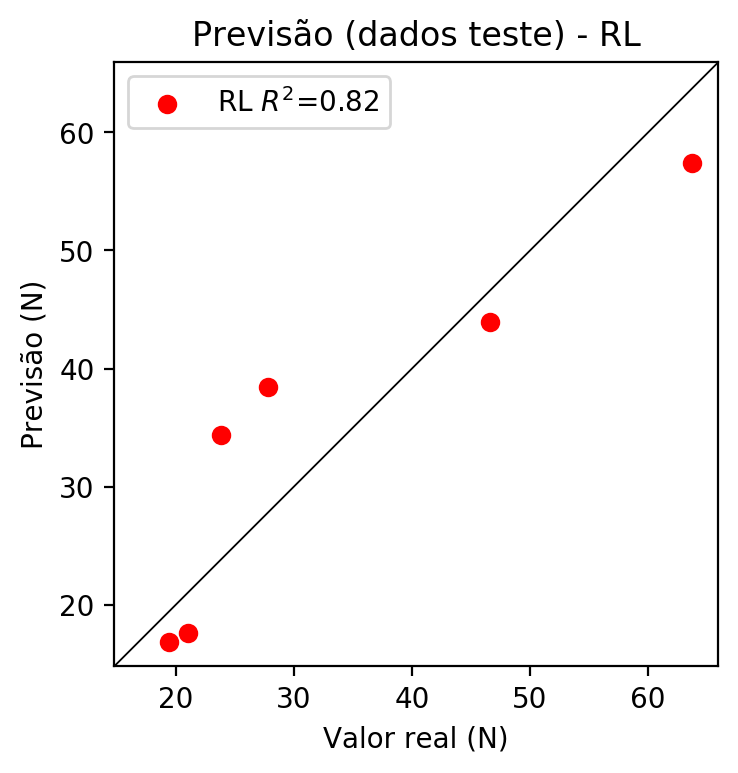 Previsão (dados teste) - RL
RL R²=0.82
60
50
40
30
20
Previsão (N)
20 30 40 50 60
Valor real (N)